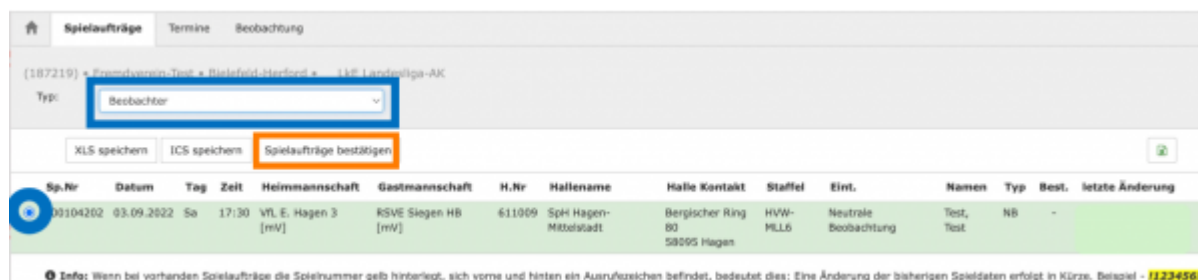 Spielaufträge Termine Beobachtung
(187219) • Fremdverein-Test • Bielefeld-Herford • LkE Landesliga-AK
Typ: Beobachter
XLS speichern ICS speichern Spielaufträge bestätigen
Sp.Nr Datum Tag Zeit Heimmannschaft Gastmannschaft H.Nr Hallename Halle Kontakt Staffel Eint. Namen Typ Best. letzte Änderung
00104202 03.09.2022 Sa 17:30 VfL E. Hagen 3 RSVE Siegen HB 611009 SpH Hagen- Bergischer Ring HVW- Neutrale Test, NB -
[mV] [mV] Mittelstadt 80 MLL6 Beobachtung Test
58095 Hagen
Info: Wenn bei vorhanden Spielaufträge die Spielnummer gelb hinterlegt, sich vorne und hinten ein Ausrufezeichen befindet, bedeutet dies: Eine Änderung der bisherigen Spieldaten erfolgt in Kürze. Beispiel - !123456!